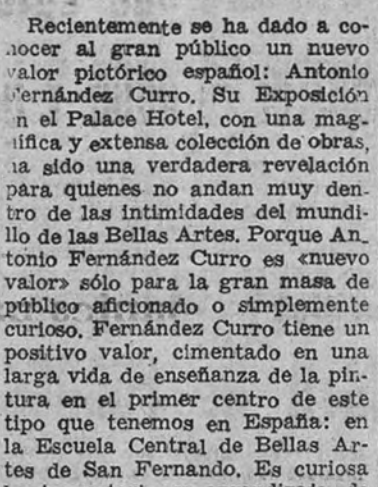 Recientemente se ha dado a co-
nocer al gran público un nuevo
valor pictórico español: Antonio
Fernández Curro. Su Exposición
en el Palace Hotel, con una mag-
nífica y extensa colección de obras,
ha sido una verdadera revelación
para quienes no andan muy den-
tro de las intimidades del mundi-
llo de las Bellas Artes. Porque An-
tonio Fernández Curro es «nuevo
valor» sólo para la gran masa de
público aficionado o simplemente
curioso. Fernández Curro tiene un
positivo valor, cimentado en una
larga vida de enseñanza de la pin-
tura en el primer centro de este
tipo que tenemos en España: en
la Escuela Central de Bellas Ar-
tes de San Fernando. Es curiosa